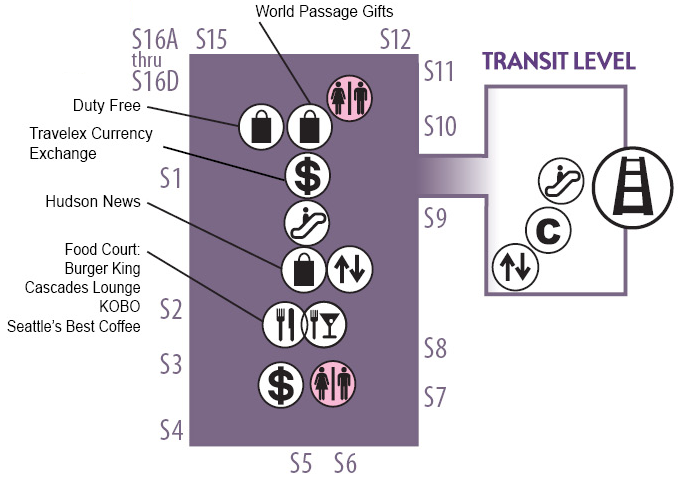 World Passage Gifts
S16A
thru
S16D
S15
S12
S11
S10
TRANSIT LEVEL
Duty Free
Travelex Currency
Exchange
$
S1
Hudson News
S9
C
Food Court:
Burger King
Cascades Lounge
KOBO
Seattle's Best Coffee
S2
S3
S8
$
S7
S4
S5 S6